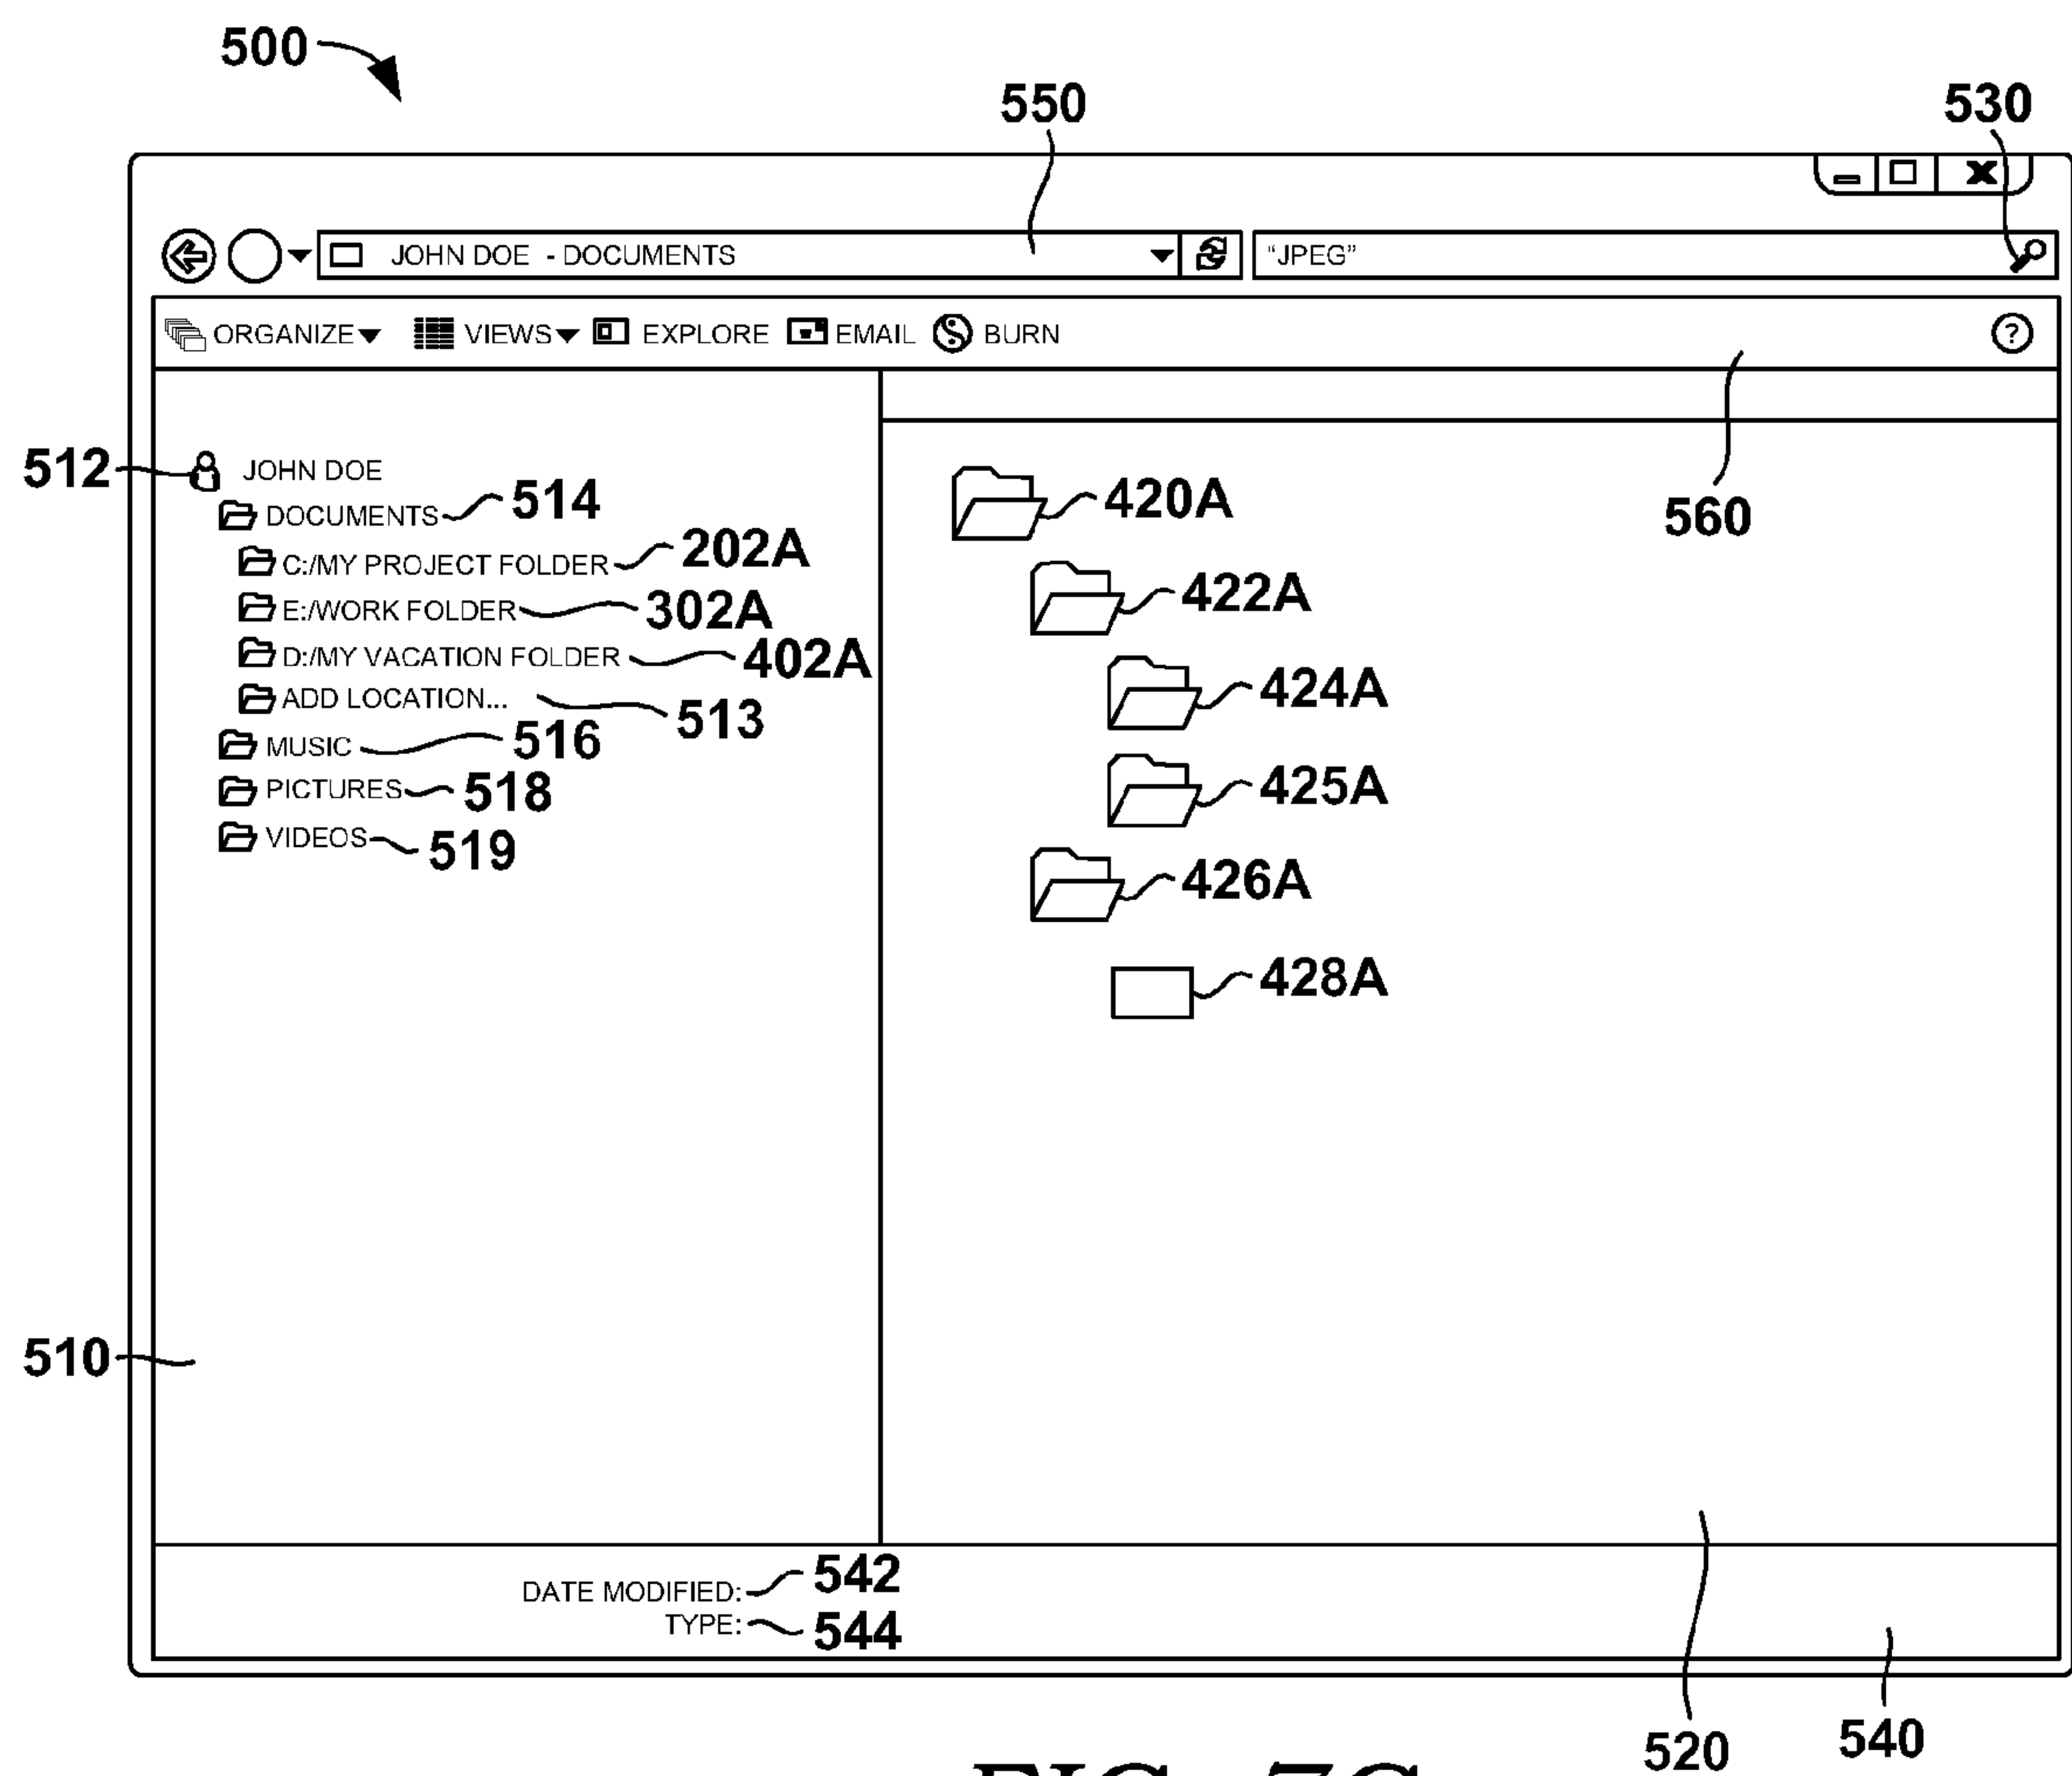 500
550
530
JOHN DOE - DOCUMENTS
“JPEG”
ORGANIZE VIEWS EXPLORE EMAIL BURN ?
560
512 JOHN DOE
DOCUMENTS 514
C:/MY PROJECT FOLDER 202A
E:/WORK FOLDER 302A
D:/MY VACATION FOLDER 402A
ADD LOCATION... 513
MUSIC 516
PICTURES 518
VIDEOS 519
420A
422A
424A
425A
426A
428A
510
DATE MODIFIED: 542
TYPE: 544
520
540